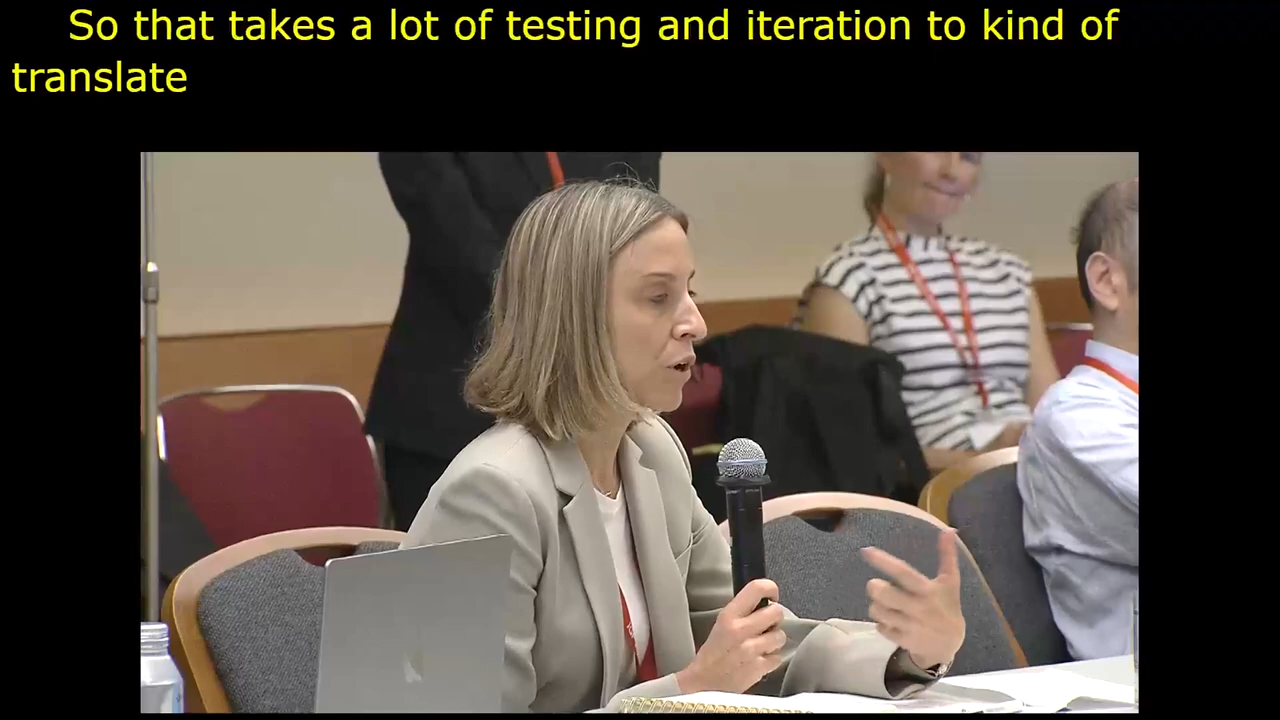 So that takes a lot of testing and iteration to kind of
translate